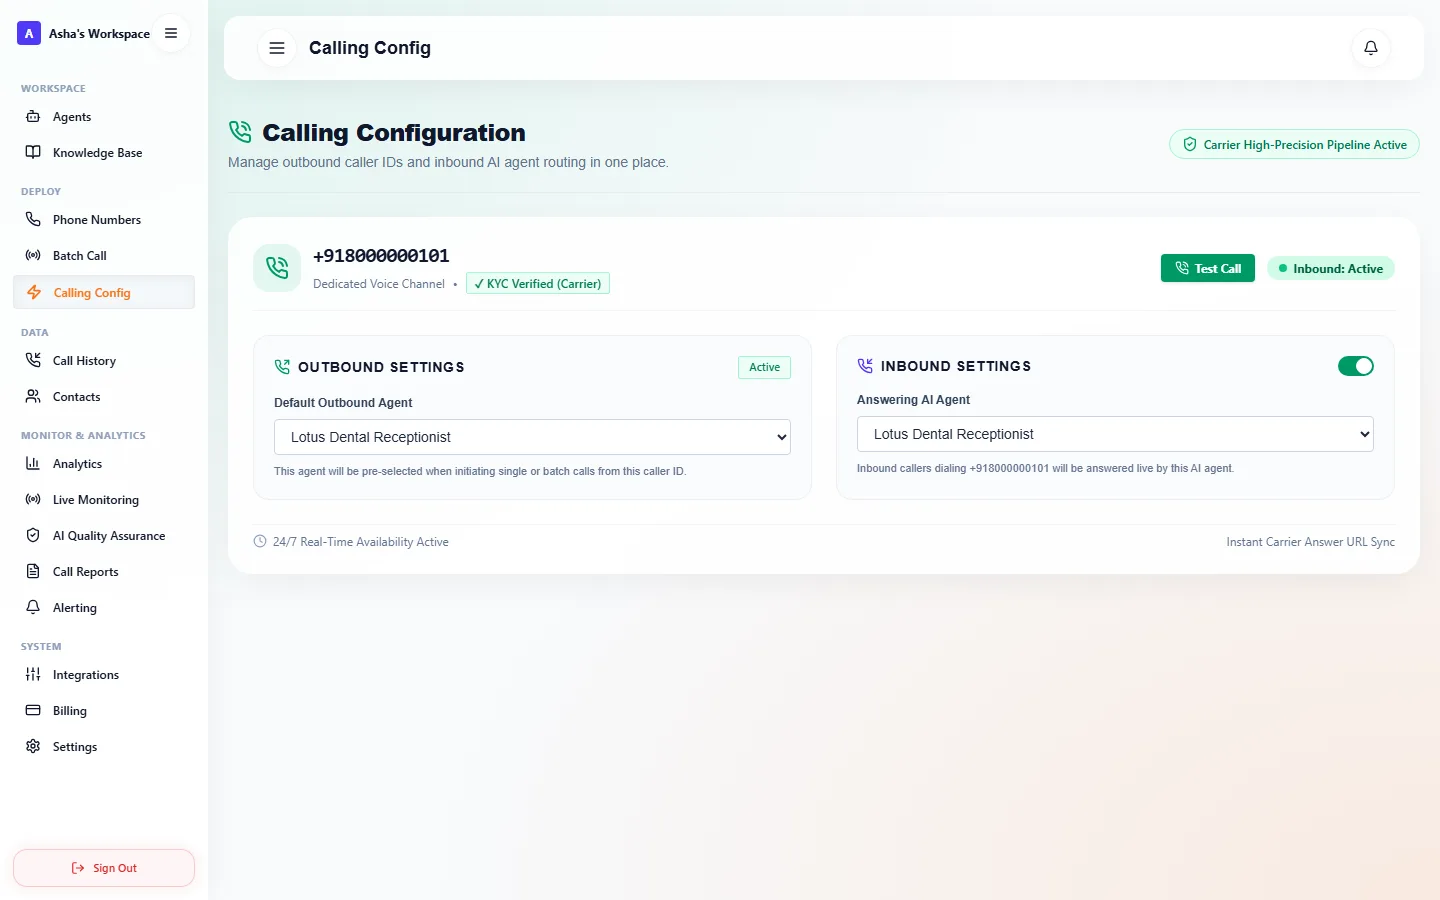 A Asha's Workspace
Calling Config
WORKSPACE
Agents
Knowledge Base
DEPLOY
Phone Numbers
Batch Call
Calling Config
DATA
Call History
Contacts
MONITOR & ANALYTICS
Analytics
Live Monitoring
AI Quality Assurance
Call Reports
Alerting
SYSTEM
Integrations
Billing
Settings
Sign Out
Calling Configuration
Manage outbound caller IDs and inbound AI agent routing in one place.
Carrier High-Precision Pipeline Active
+918000000101
Dedicated Voice Channel • ✓ KYC Verified (Carrier)
Test Call
Inbound: Active
OUTBOUND SETTINGS
Active
Default Outbound Agent
Lotus Dental Receptionist
This agent will be pre-selected when initiating single or batch calls from this caller ID.
INBOUND SETTINGS
Answering AI Agent
Lotus Dental Receptionist
Inbound callers dialing +918000000101 will be answered live by this AI agent.
24/7 Real-Time Availability Active
Instant Carrier Answer URL Sync